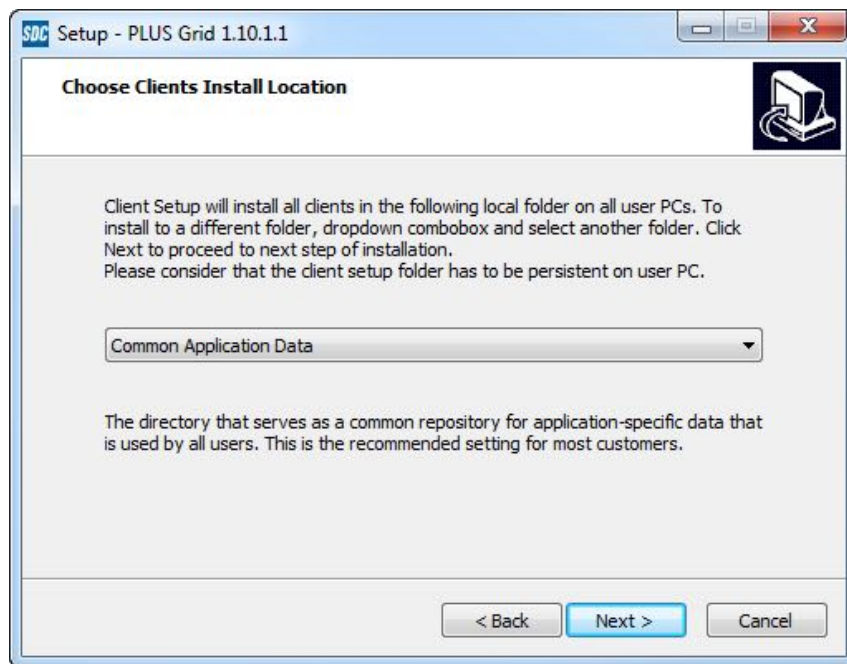 SDC Setup - PLUS Grid 1.10.1.1
Choose Clients Install Location
Client Setup will install all clients in the following local folder on all user PCs. To
install to a different folder, dropdown combobox and select another folder. Click
Next to proceed to next step of installation.
Please consider that the client setup folder has to be persistent on user PC.
Common Application Data
The directory that serves as a common repository for application-specific data that
is used by all users. This is the recommended setting for most customers.
< Back Next > Cancel